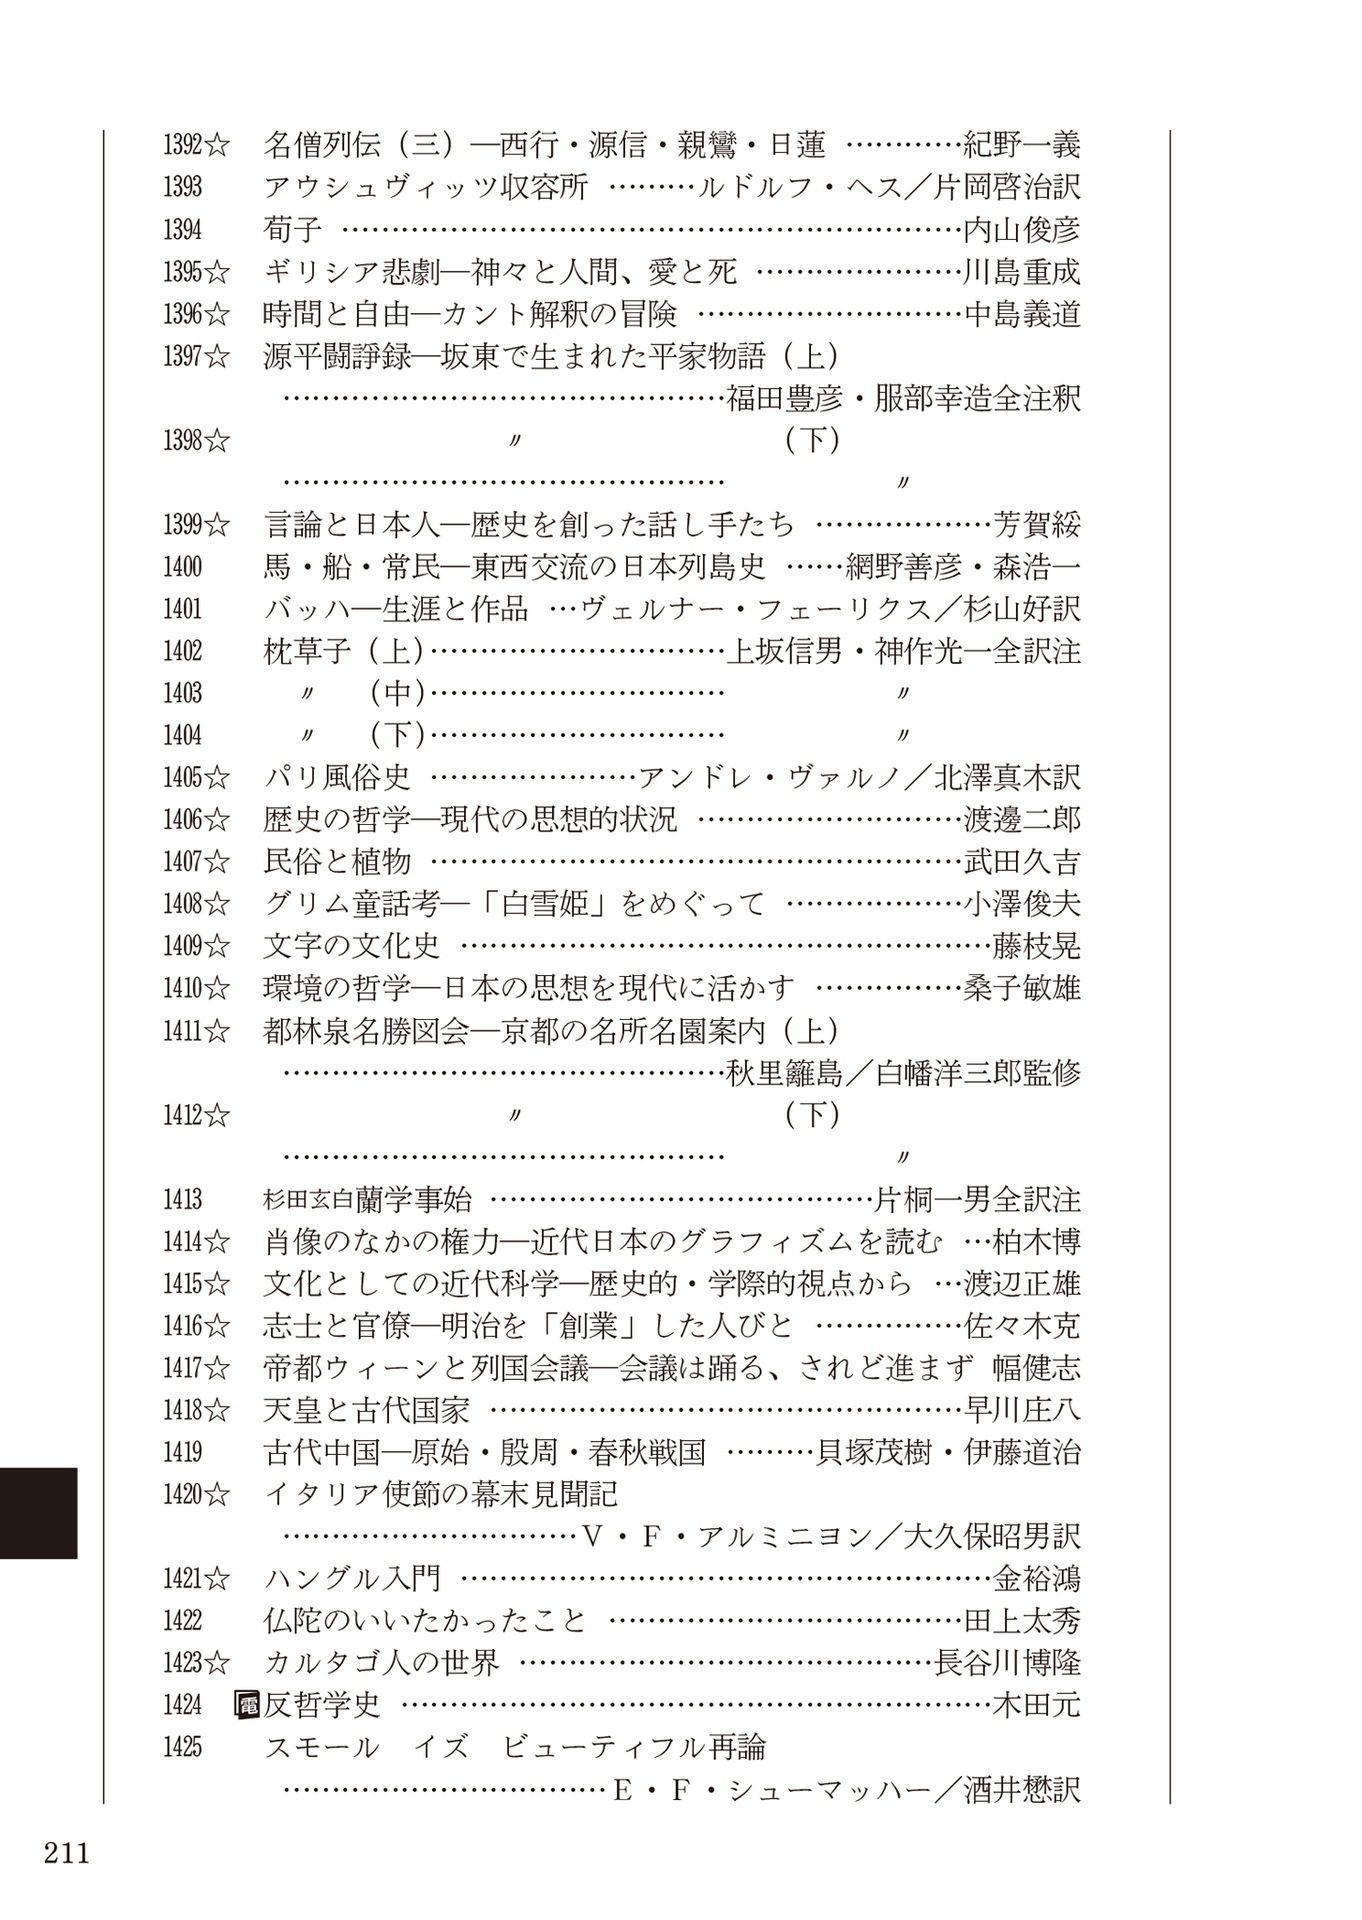 1392☆ 名僧列伝（三）―西行・源信・親鸞・日蓮 …………紀野一義
1393 アウシュヴィッツ収容所 ………ルドルフ・ヘス／片岡啓治訳
1394 荀子 ………………………………………………………内山俊彦
1395☆ ギリシア悲劇―神々と人間、愛と死 …………………川島重成
1396☆ 時間と自由―カント解釈の冒険 ………………………中島義道
1397☆ 源平闘諍録―坂東で生まれた平家物語（上）
………………………………………福田豊彦・服部幸造全注釈
1398☆ 〃 （下）
……………………………………… 〃
1399☆ 言論と日本人―歴史を創った話し手たち ………………芳賀綏
1400 馬・船・常民―東西交流の日本列島史 ……網野善彦・森浩一
1401 バッハ―生涯と作品 …ヴェルナー・フェーリクス／杉山好訳
1402 枕草子（上）…………………………上坂信男・神作光一全訳注
1403 〃 （中）………………………… 〃
1404 〃 （下）………………………… 〃
1405☆ パリ風俗史 …………………アンドレ・ヴァルノ／北澤真木訳
1406☆ 歴史の哲学―現代の思想的状況 ………………………渡邊二郎
1407☆ 民俗と植物 ………………………………………………武田久吉
1408☆ グリム童話考―「白雪姫」をめぐって ………………小澤俊夫
1409☆ 文字の文化史 ………………………………………………藤枝晃
1410☆ 環境の哲学―日本の思想を現代に活かす ……………桑子敏雄
1411☆ 都林泉名勝図会―京都の名所名園案内（上）
………………………………………秋里籬島／白幡洋三郎監修
1412☆ 〃 （下）
……………………………………… 〃
1413 杉田玄白蘭学事始 …………………………………片桐一男全訳注
1414☆ 肖像のなかの権力―近代日本のグラフィズムを読む …柏木博
1415☆ 文化としての近代科学―歴史的・学際的視点から …渡辺正雄
1416☆ 志士と官僚―明治を「創業」した人びと ……………佐々木克
1417☆ 帝都ウィーンと列国会議―会議は踊る、されど進まず 幅健志
1418☆ 天皇と古代国家 …………………………………………早川庄八
1419 古代中国―原始・殷周・春秋戦国 ………貝塚茂樹・伊藤道治
1420☆ イタリア使節の幕末見聞記
…………………………Ｖ・Ｆ・アルミニヨン／大久保昭男訳
1421☆ ハングル入門 ………………………………………………金裕鴻
1422 仏陀のいいたかったこと ………………………………田上太秀
1423☆ カルタゴ人の世界 ……………………………………長谷川博隆
1424 電 反哲学史 ……………………………………………………木田元
1425 スモール　イズ　ビューティフル再論
……………………………Ｅ・Ｆ・シューマッハー／酒井懋訳
211